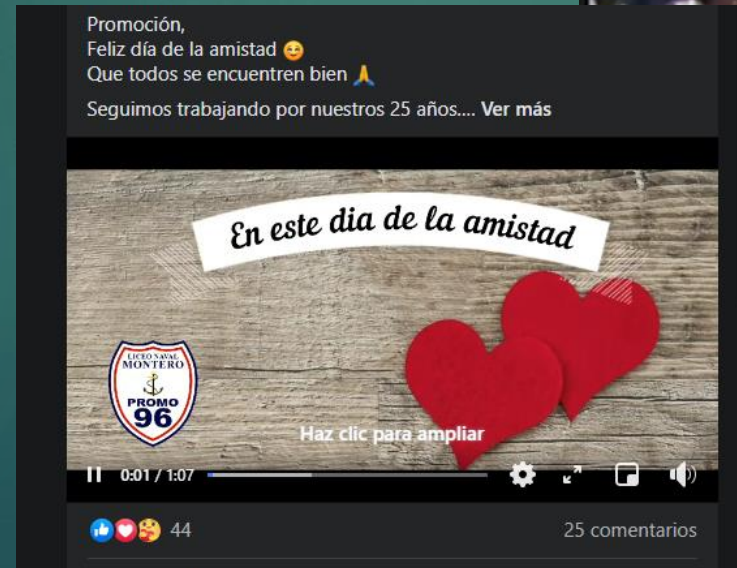 Promoción,
Feliz día de la amistad 😊
Que todos se encuentren bien 🙏
Seguimos trabajando por nuestros 25 años.... Ver más
En este dia de la amistad
LICEO NAVAL
MONTERO
PROMO
96
Haz clic para ampliar
0:01 / 1:07
44
25 comentarios